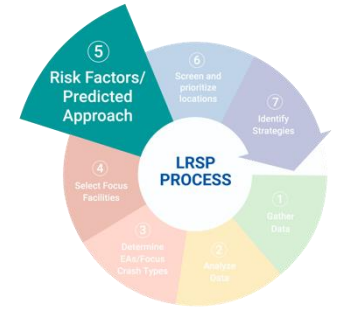 5
Risk Factors/
Predicted
Approach
6
Screen and
prioritize
locations
7
Identify
Strategies
LRSP
PROCESS
4
Select Focus
Facilities
1
Gather
Data
3
Determine
EAs/Focus
Crash Types
2
Analyze
Data